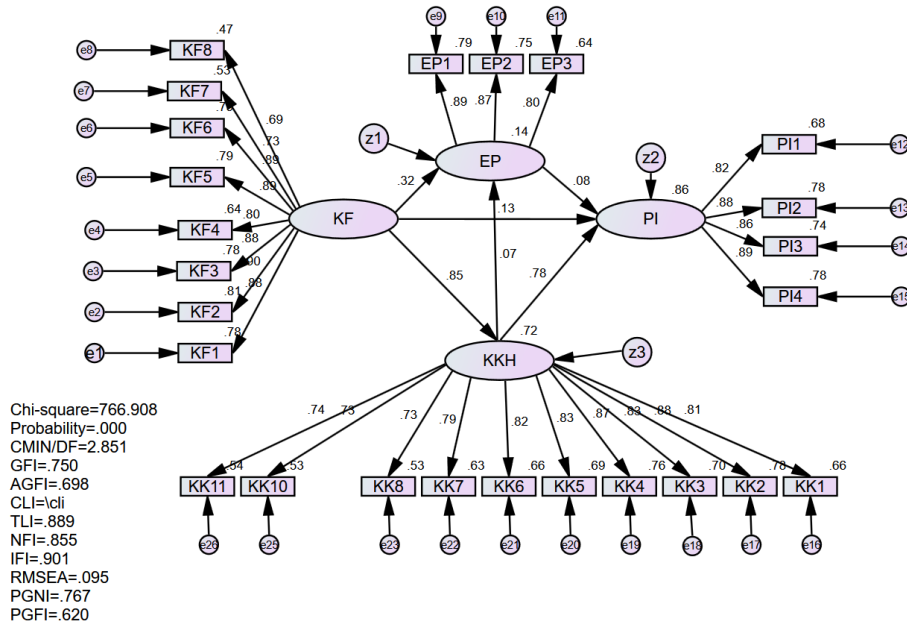 e9 e10 e11
.79 .75 .64
EP1 EP2 EP3
.89 .87 .80
e8 KF8 .47
e7 KF7 .53
e6 KF6
e5 KF5 .79
e4 KF4 .64
e3 KF3 .78
e2 KF2 .81
e1 KF1 .78
.69
.73
.89
.89
.80
.88
.88
z1
.14
EP
z2
.86
KF
PI
.32
.08
.13
.07
.85
.78
.68
PI1 e12
.82
.78
PI2 e13
.88
.74
PI3 e14
.86
.78
PI4 e15
.89
.72
KKH
z3
.74 .73 .73 .79 .82 .83 .87 .83 .88 .81
.54 .53 .53 .63 .66 .69 .76 .70 .78 .66
KK11 KK10 KK8 KK7 KK6 KK5 KK4 KK3 KK2 KK1
e26 e25 e23 e22 e21 e20 e19 e18 e17 e16
Chi-square=766.908
Probability=.000
CMIN/DF=2.851
GFI=.750
AGFI=.698
CLI=\cli
TLI=.889
NFI=.855
IFI=.901
RMSEA=.095
PGNI=.767
PGFI=.620